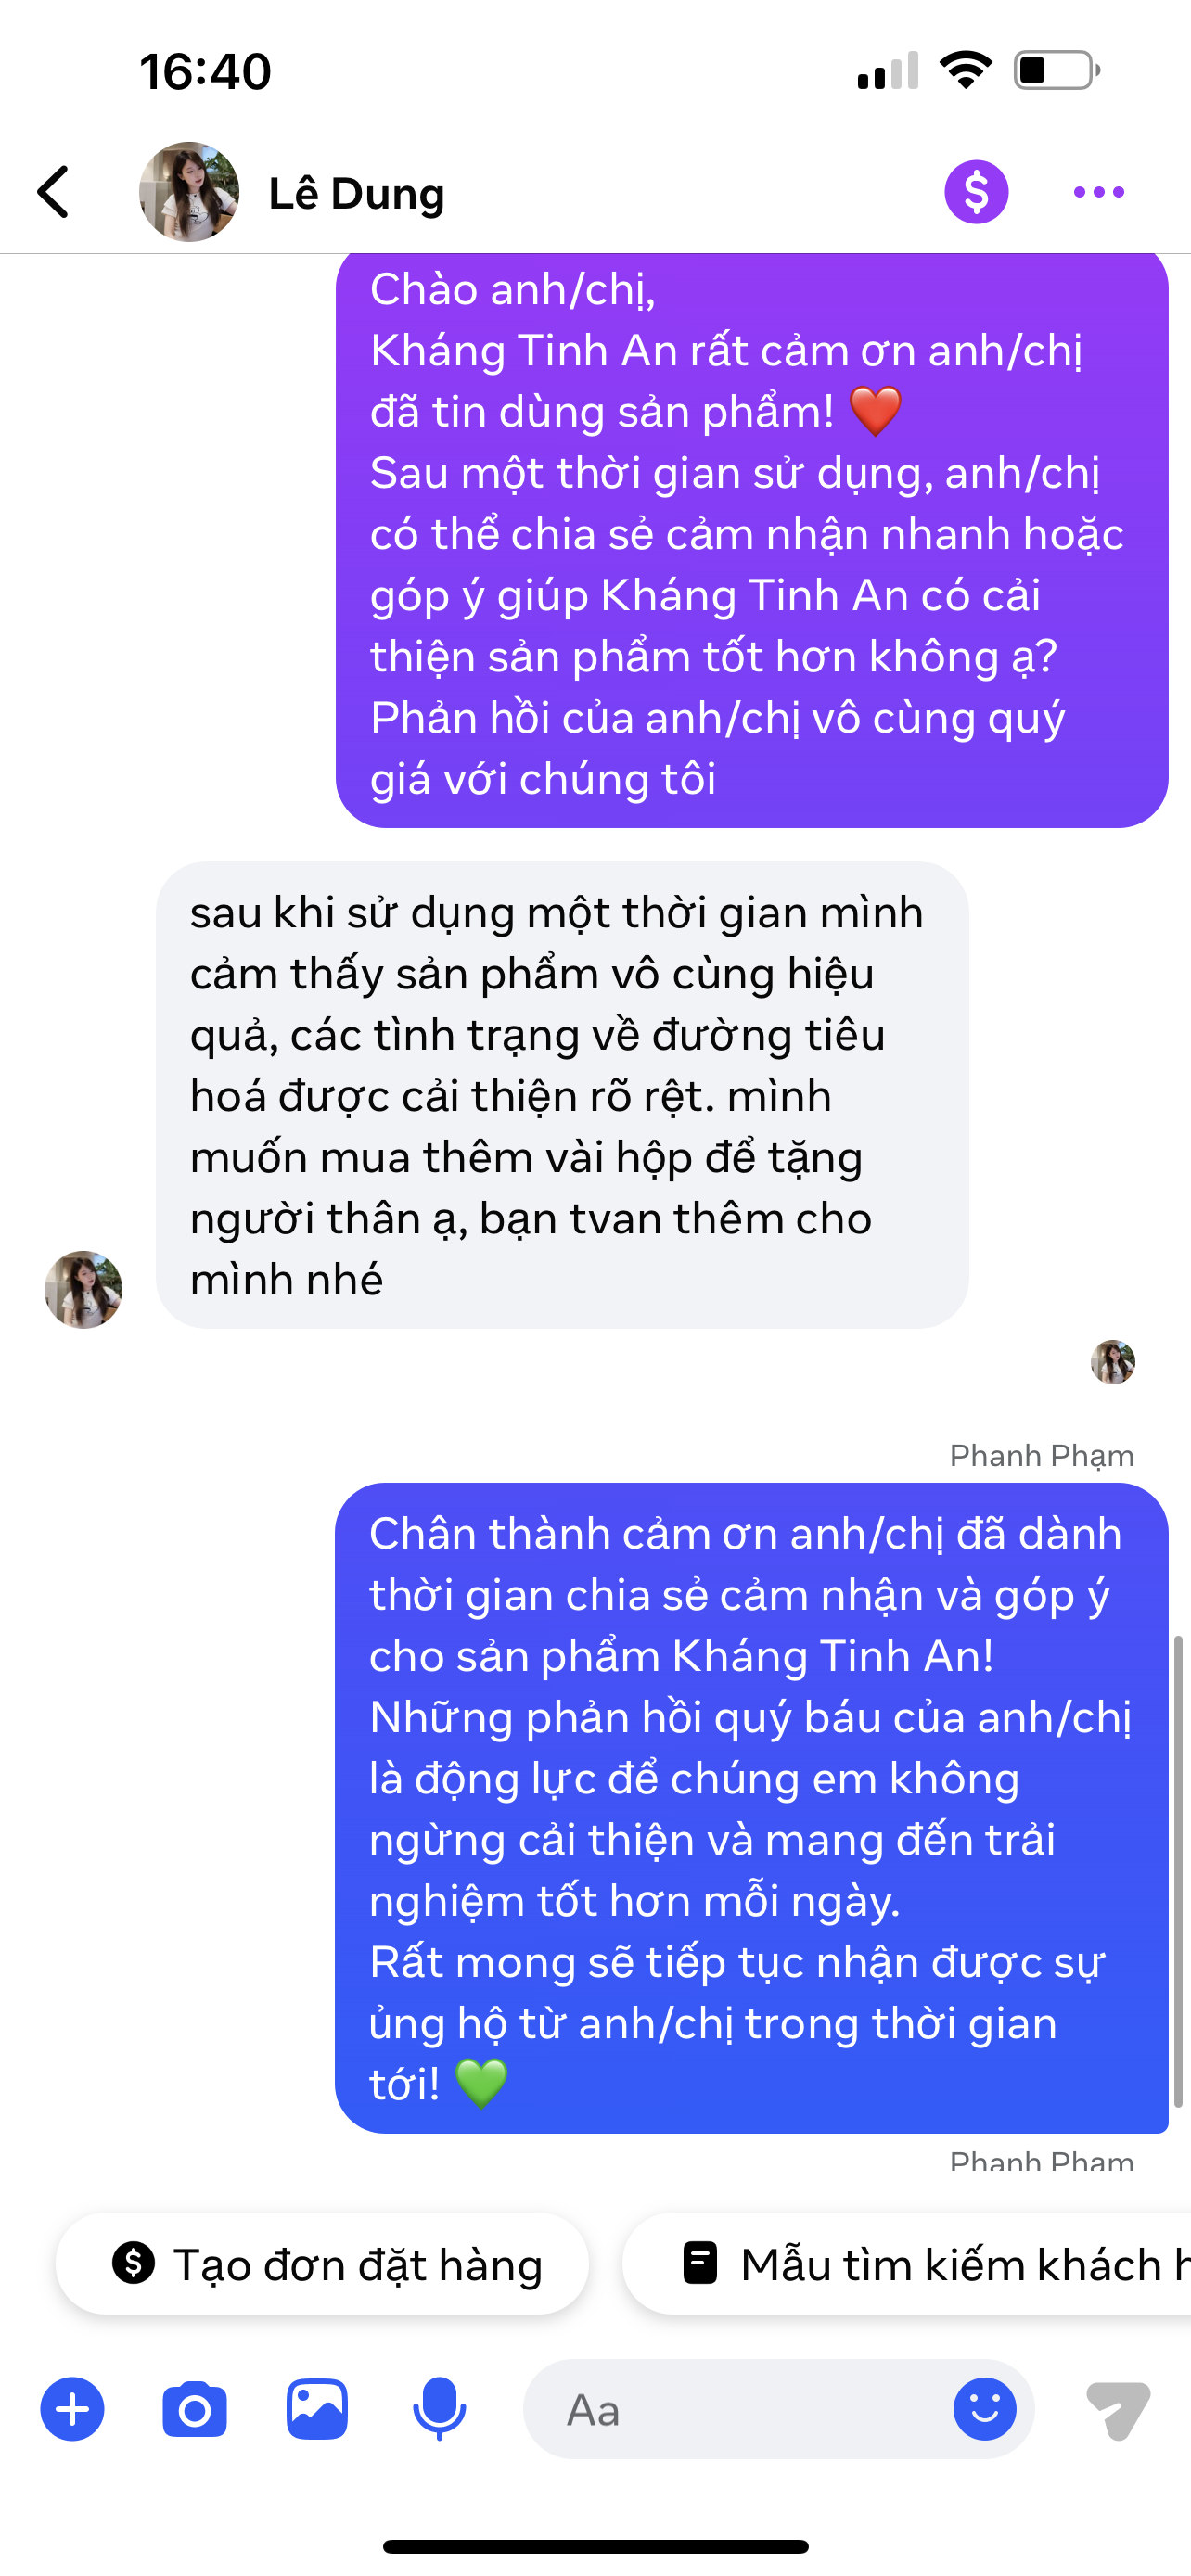 16:40
Lê Dung
Chào anh/chị,
Kháng Tinh An rất cảm ơn anh/chị
đã tin dùng sản phẩm! ❤️
Sau một thời gian sử dụng, anh/chị
có thể chia sẻ cảm nhận nhanh hoặc
góp ý giúp Kháng Tinh An có cải
thiện sản phẩm tốt hơn không ạ?
Phản hồi của anh/chị vô cùng quý
giá với chúng tôi
sau khi sử dụng một thời gian mình
cảm thấy sản phẩm vô cùng hiệu
quả, các tình trạng về đường tiêu
hoá được cải thiện rõ rệt. mình
muốn mua thêm vài hộp để tặng
người thân ạ, bạn tvan thêm cho
mình nhé
Phanh Phạm
Chân thành cảm ơn anh/chị đã dành
thời gian chia sẻ cảm nhận và góp ý
cho sản phẩm Kháng Tinh An!
Những phản hồi quý báu của anh/chị
là động lực để chúng em không
ngừng cải thiện và mang đến trải
nghiệm tốt hơn mỗi ngày.
Rất mong sẽ tiếp tục nhận được sự
ủng hộ từ anh/chị trong thời gian
tới! 💚
Phanh Phạm
Tạo đơn đặt hàng
Mẫu tìm kiếm khách h
Aa